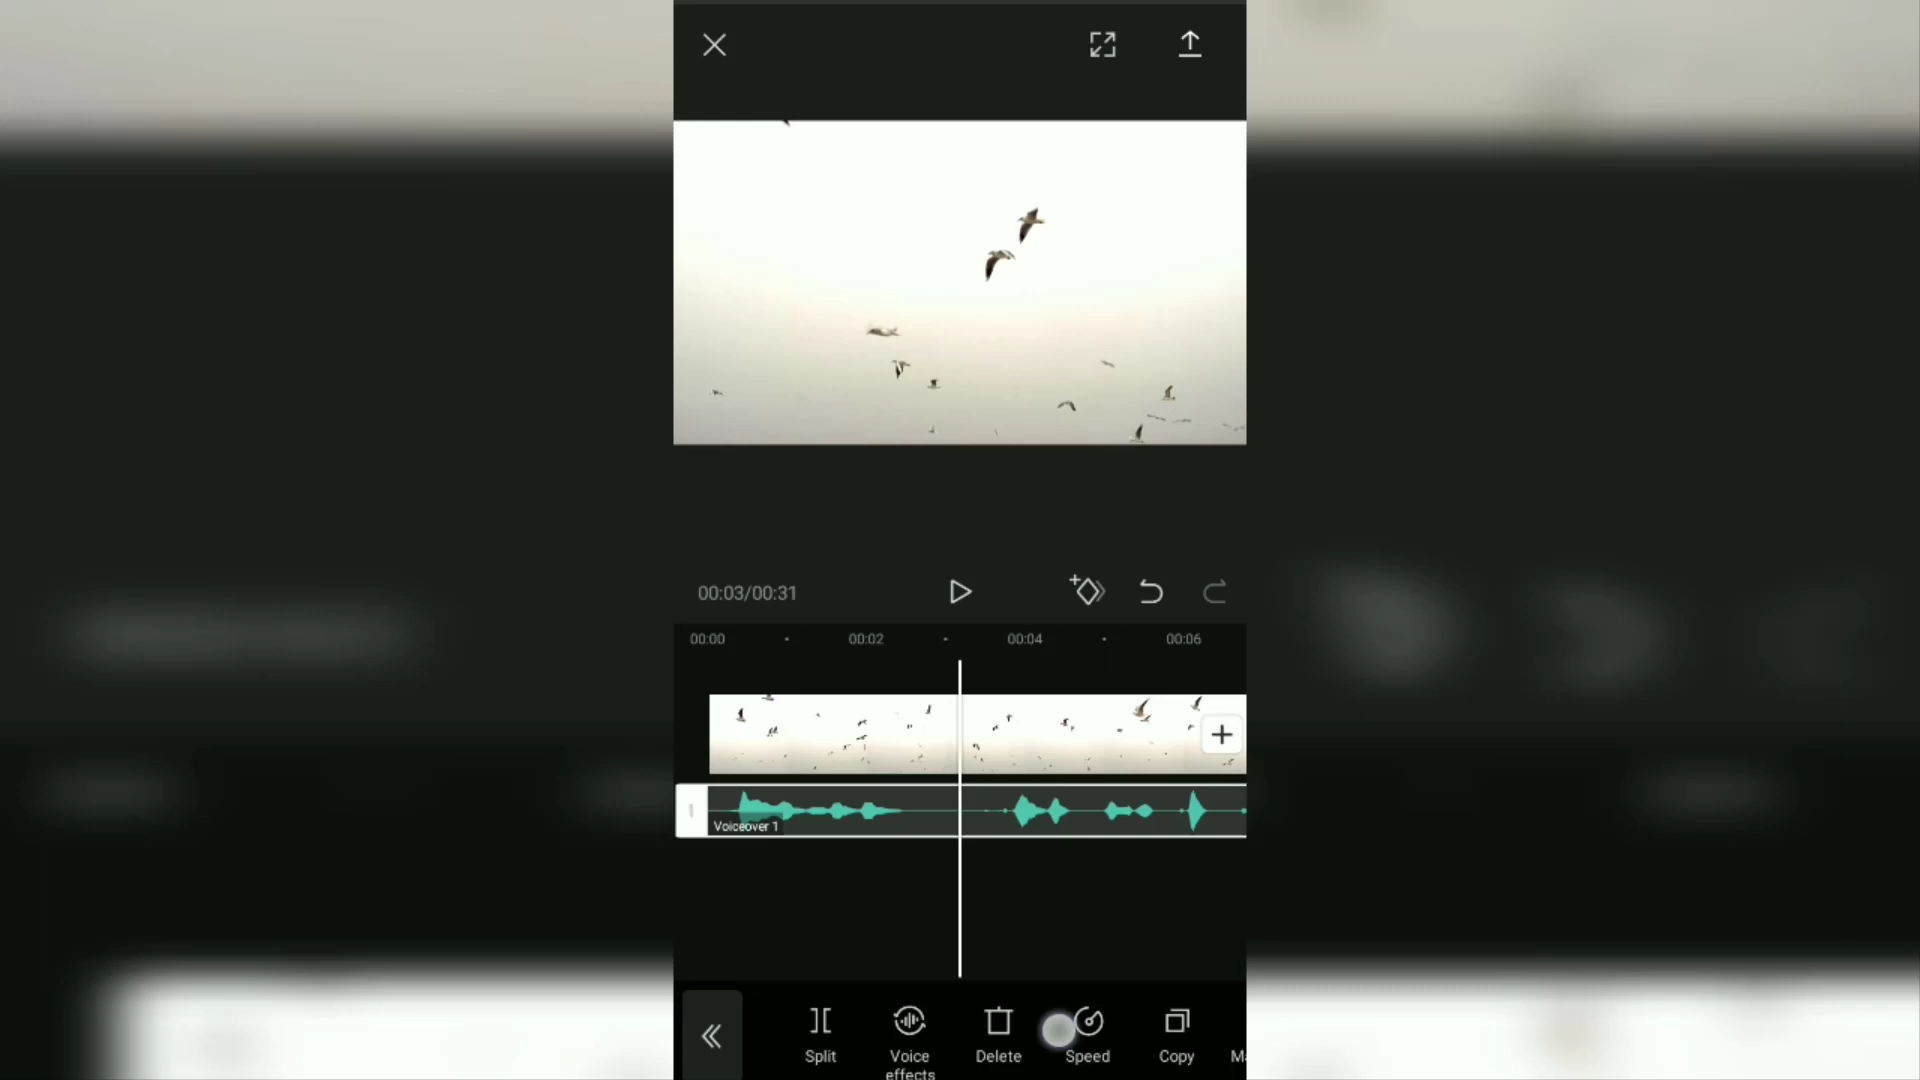 00:03/00:31
00:00 00:02 00:04 00:06
Voiceover 1
Split Voice effects Delete Speed Copy